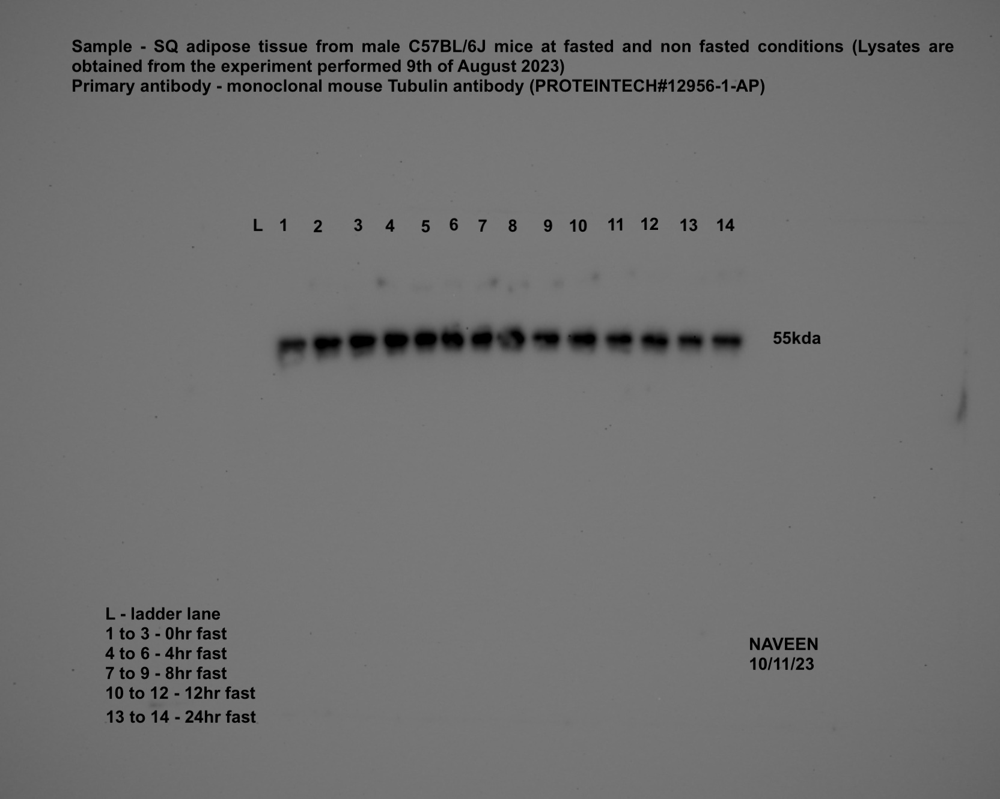 Sample - SQ adipose tissue from male C57BL/6J mice at fasted and non fasted conditions (Lysates are
obtained from the experiment performed 9th of August 2023)
Primary antibody - monoclonal mouse Tubulin antibody (PROTEINTECH#12956-1-AP)
L 1 2 3 4 5 6 7 8 9 10 11 12 13 14
55kda
L - ladder lane
1 to 3 - 0hr fast
4 to 6 - 4hr fast
7 to 9 - 8hr fast
10 to 12 - 12hr fast
13 to 14 - 24hr fast
NAVEEN
10/11/23